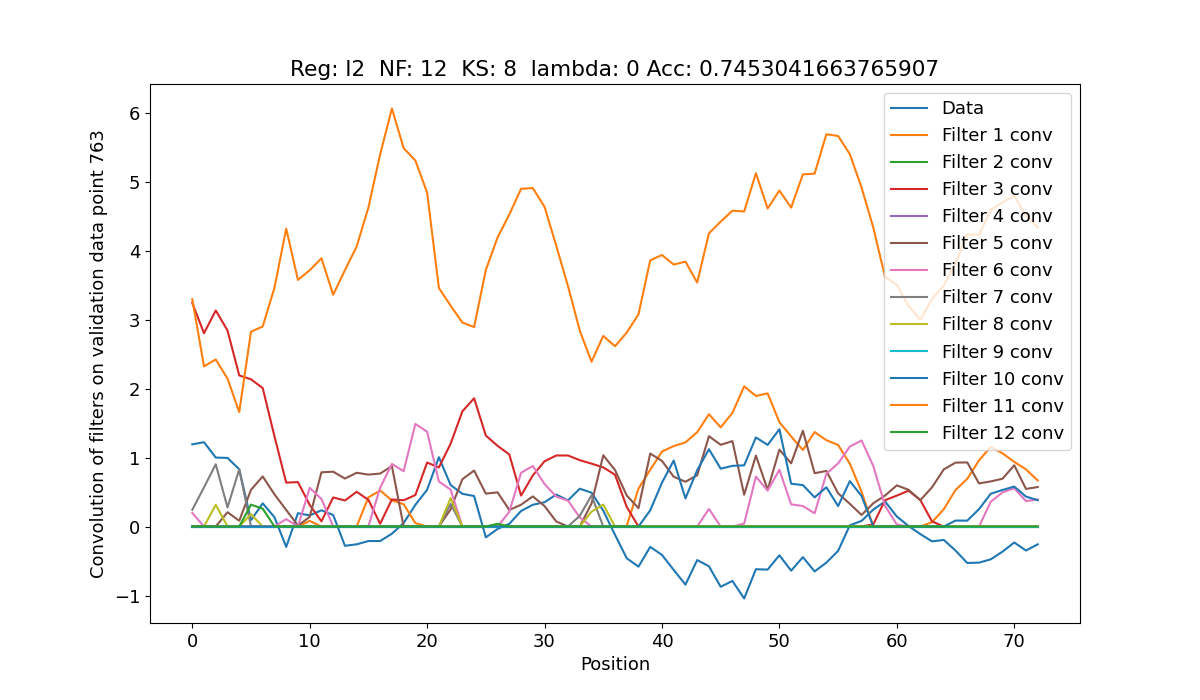 Reg: l2  NF: 12  KS: 8  lambda: 0 Acc: 0.7453041663765907
Convolution of filters on validation data point 763
6
5
4
3
2
1
0
−1
0 10 20 30 40 50 60 70
Position
Data
Filter 1 conv
Filter 2 conv
Filter 3 conv
Filter 4 conv
Filter 5 conv
Filter 6 conv
Filter 7 conv
Filter 8 conv
Filter 9 conv
Filter 10 conv
Filter 11 conv
Filter 12 conv